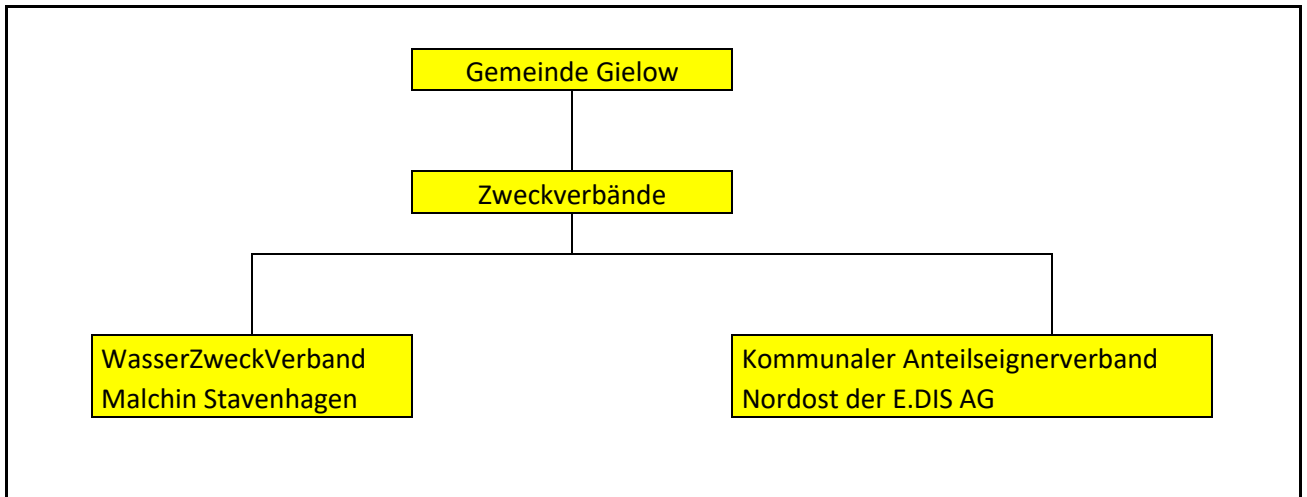 Gemeinde Gielow
Zweckverbände
WasserZweckVerband
Malchin Stavenhagen
Kommunaler Anteilseignerverband
Nordost der E.DIS AG